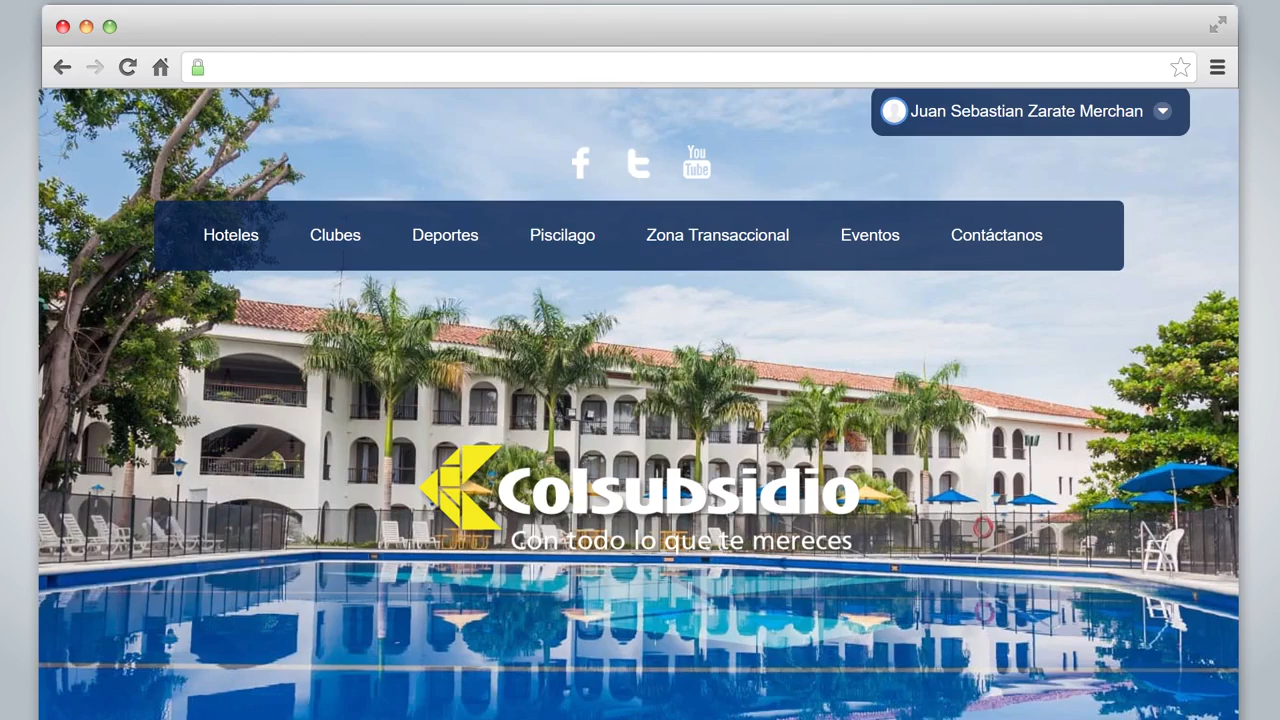 Juan Sebastian Zarate Merchan
f t You Tube
Hoteles Clubes Deportes Piscilago Zona Transaccional Eventos Contáctanos
Colsubsidio
Con todo lo que te mereces